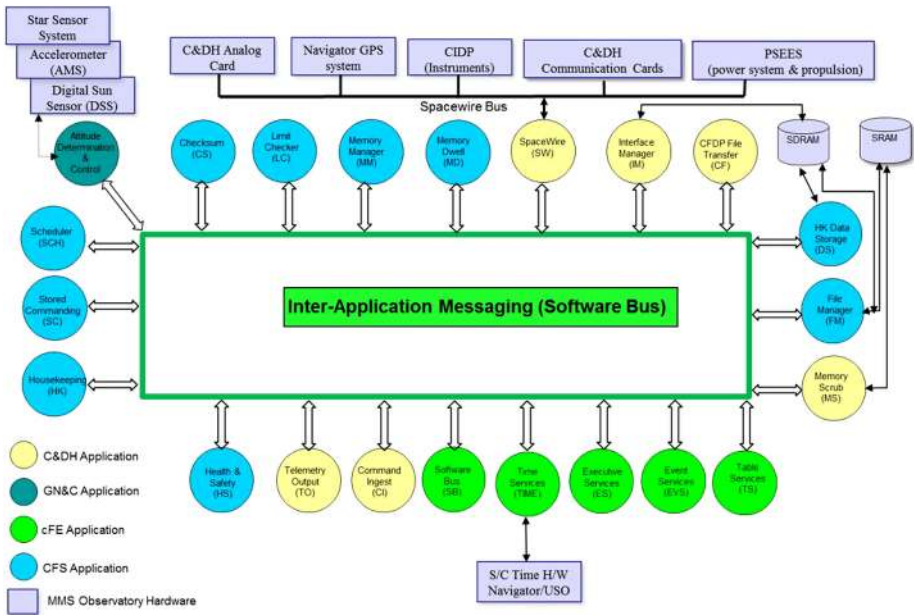 Star Sensor
System
Accelerometer
(AMS)
Digital Sun
Sensor (DSS)
C&DH Analog
Card
Navigator GPS
system
CIDP
(Instruments)
C&DH
Communication Cards
PSEES
(power system & propulsion)
Spacewire Bus
Attitude
Determination
& Control
Checksum
(CS)
Limit
Checker
(LC)
Memory
Manager
(MM)
Memory
Dwell
(MD)
SpaceWire
(SW)
Interface
Manager
(IM)
CFDP File
Transfer
(CF)
SDRAM
SRAM
Scheduler
(SCH)
Stored
Commanding
(SC)
Housekeeping
(HK)
Inter-Application Messaging (Software Bus)
HK Data
Storage
(DS)
File
Manager
(FM)
Memory
Scrub
(MS)
Health &
Safety
(HS)
Telemetry
Output
(TO)
Command
Ingest
(CI)
Software
Bus
(SB)
Time
Services
(TIME)
Executive
Services
(ES)
Event
Services
(EVS)
Table
Services
(TS)
S/C Time H/W
Navigator/USO
C&DH Application
GN&C Application
cFE Application
CFS Application
MMS Observatory Hardware